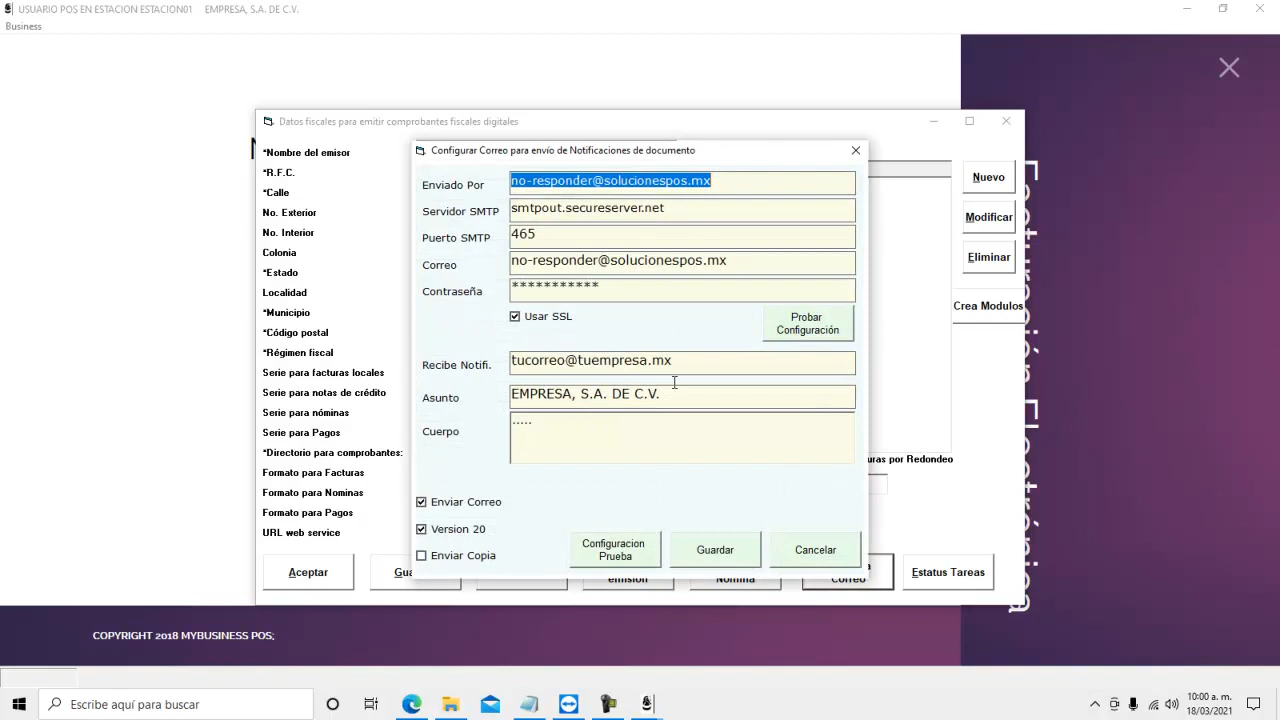 USUARIO POS EN ESTACION ESTACION01 EMPRESA, S.A. DE C.V.
Business
Datos fiscales para emitir comprobantes fiscales digitales
*Nombre del emisor
*R.F.C.
*Calle
No. Exterior
No. Interior
Colonia
*Estado
Localidad
*Municipio
*Código postal
*Régimen fiscal
Serie para facturas locales
Serie para notas de crédito
Serie para nóminas
Serie para Pagos
*Directorio para comprobantes:
Formato para Facturas
Formato para Nominas
Formato para Pagos
URL web service
Configurar Correo para envío de Notificaciones de documento
Enviado Por no-responder@solucionespos.mx
Servidor SMTP smtpout.secureserver.net
Puerto SMTP 465
Correo no-responder@solucionespos.mx
Contraseña ***********
Usar SSL
Probar
Configuración
Recibe Notifi. tucorreo@tuempresa.mx
Asunto EMPRESA, S.A. DE C.V.
Cuerpo .....
Enviar Correo
Version 20
Enviar Copia
Configuracion
Prueba
Guardar
Cancelar
Nuevo
Modificar
Eliminar
Crea Modulos
uras por Redondeo
Aceptar
Gua
emisión
Nómina
Correo
Estatus Tareas
Facturación Electrónica
COPYRIGHT 2018 MYBUSINESS POS;
Escribe aquí para buscar
10:00 a. m.
18/03/2021